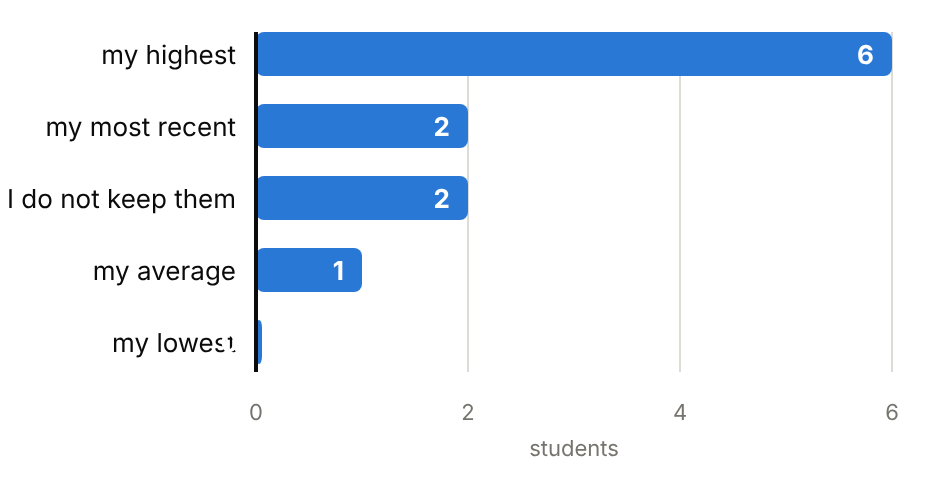 my highest 6
my most recent 2
I do not keep them 2
my average 1
my lowest
0 2 4 6
students